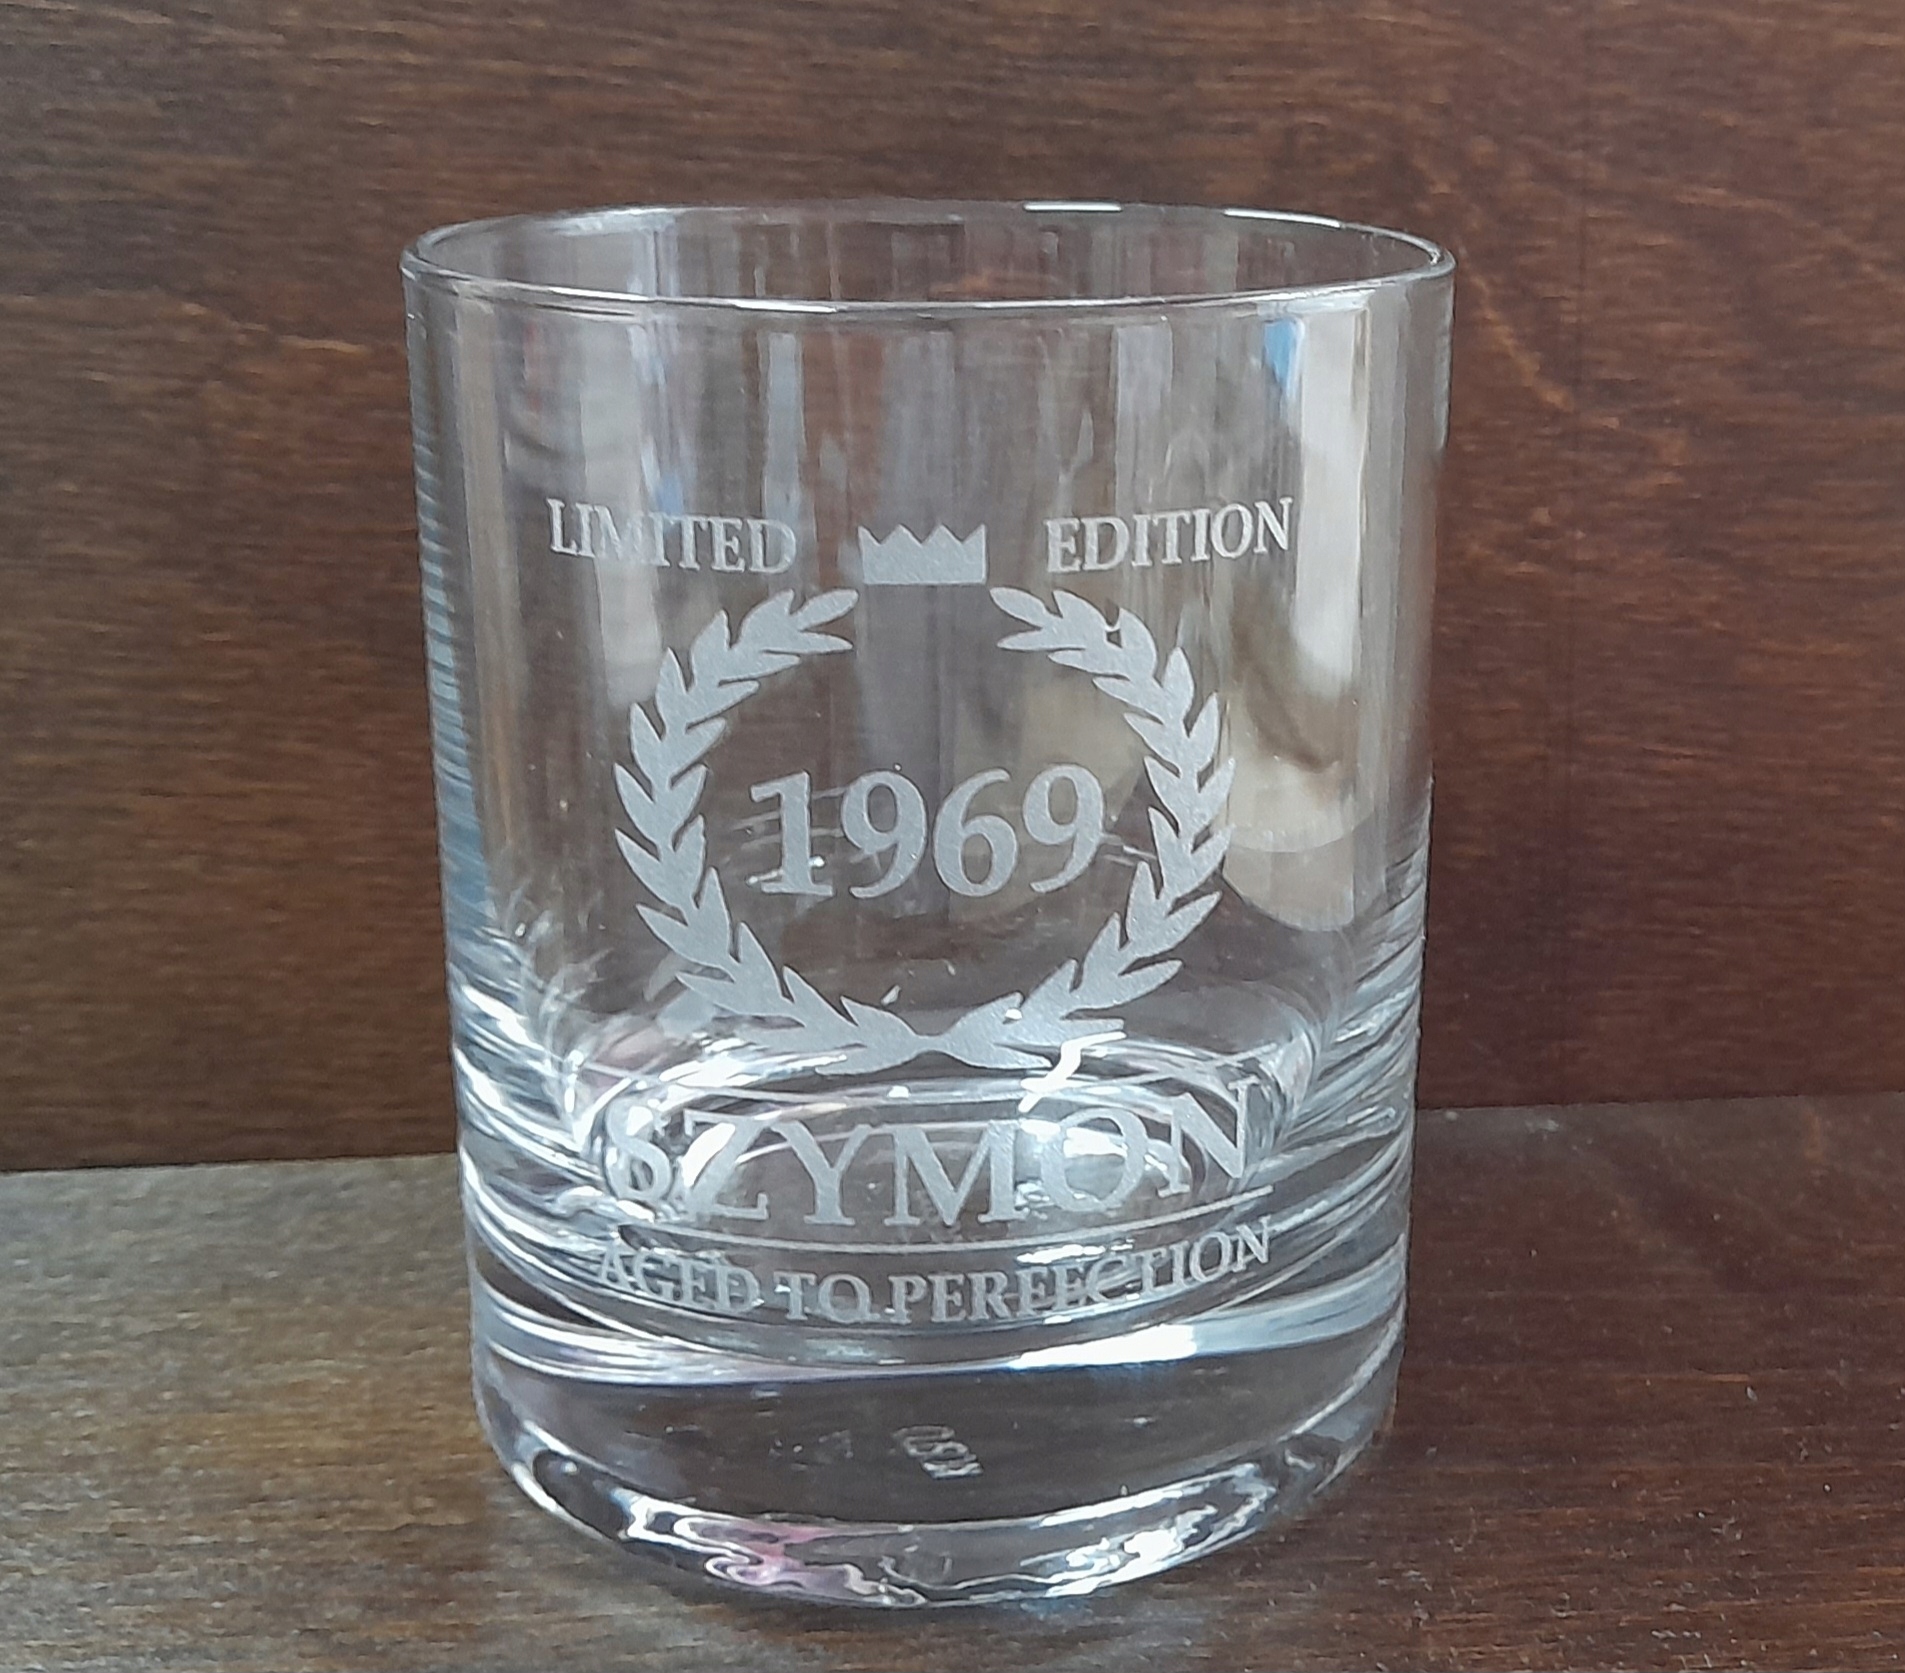 LIMITED EDITION
1969
SZYMON
AGED TO PERFECTION